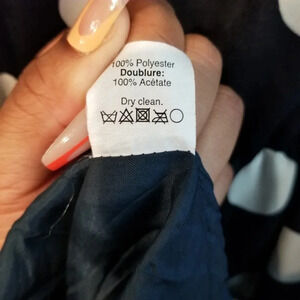 100% Polyester
Doublure:
100% Acétate
Dry clean.